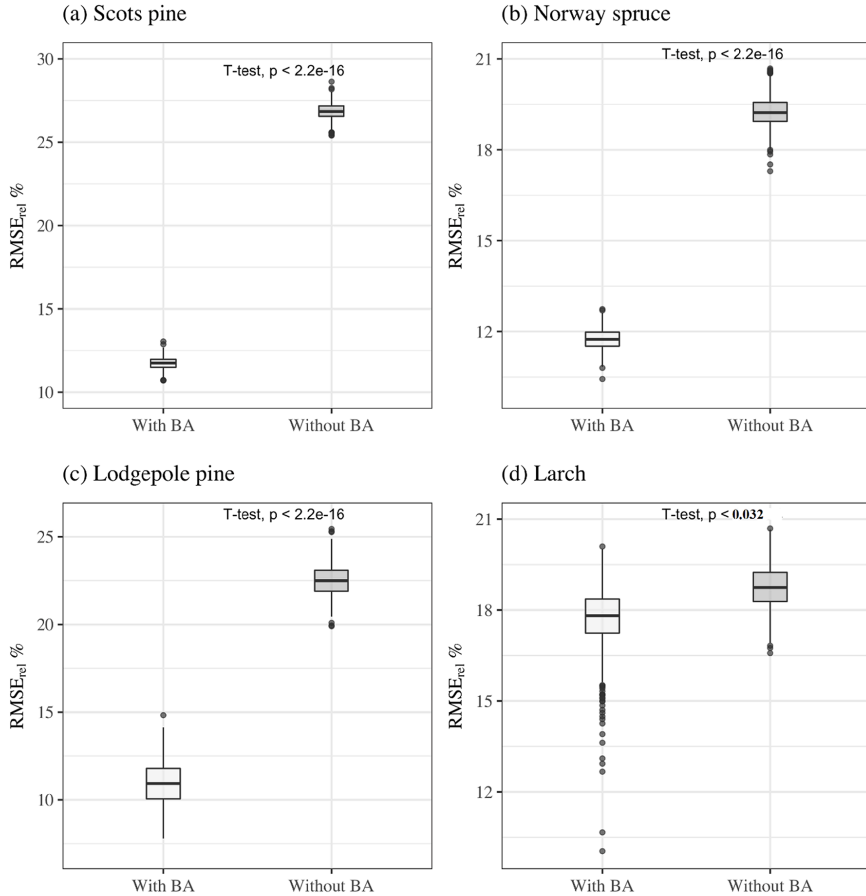 (a) Scots pine
T-test, p < 2.2e-16
30
25
20
15
10
RMSErel %
With BA
Without BA
(b) Norway spruce
T-test, p < 2.2e-16
21
18
15
12
RMSErel %
With BA
Without BA
(c) Lodgepole pine
T-test, p < 2.2e-16
25
20
15
10
RMSErel %
With BA
Without BA
(d) Larch
T-test, p < 0.032
21
18
15
12
RMSErel %
With BA
Without BA